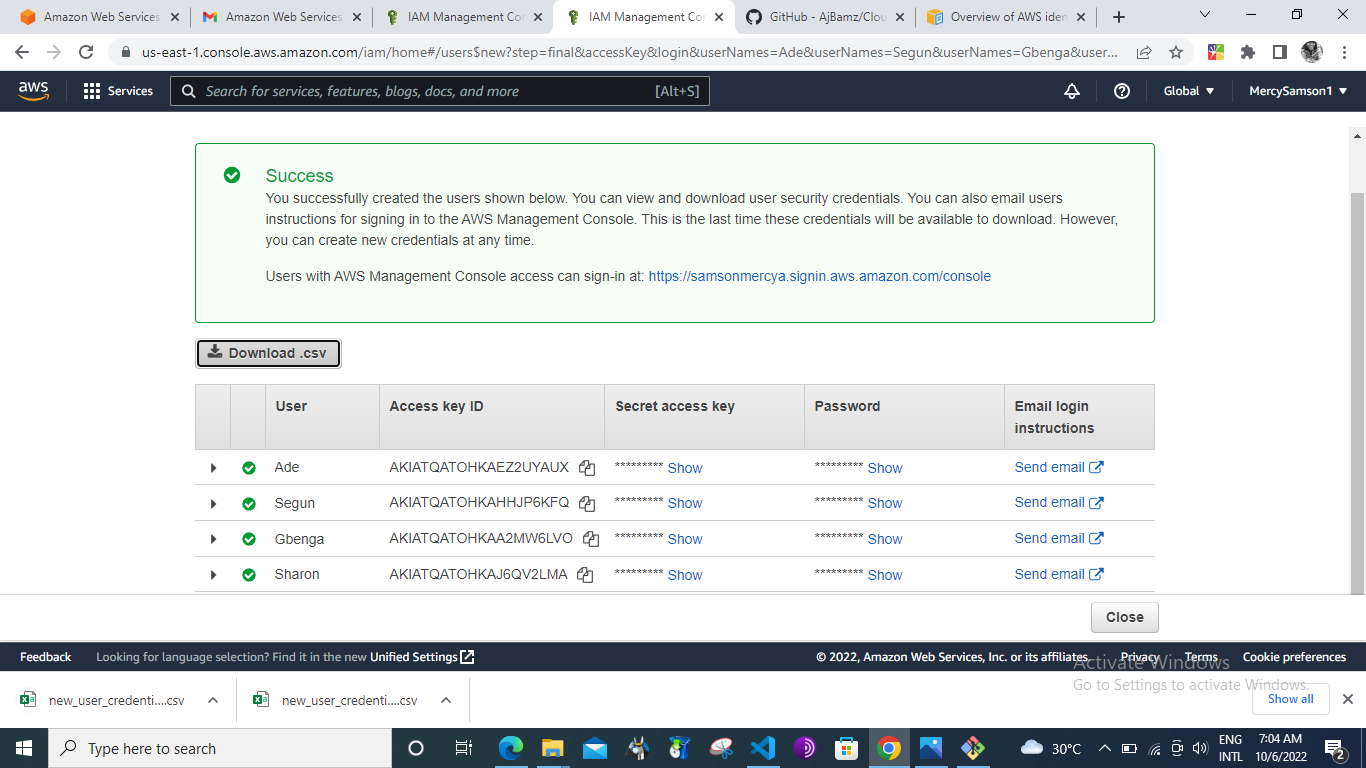 Amazon Web Services
Amazon Web Services
IAM Management Co
IAM Management Co
GitHub - AjBamz/Clou
Overview of AWS iden
us-east-1.console.aws.amazon.com/iam/home#/users$new?step=final&accessKey&login&userNames=Ade&userNames=Segun&userNames=Gbenga&user...
aws
Services
Search for services, features, blogs, docs, and more
[Alt+S]
Global
MercySamson1
Success
You successfully created the users shown below. You can view and download user security credentials. You can also email users
instructions for signing in to the AWS Management Console. This is the last time these credentials will be available to download. However,
you can create new credentials at any time.
Users with AWS Management Console access can sign-in at: https://samsonmercya.signin.aws.amazon.com/console
Download .csv
User Access key ID Secret access key Password Email login
instructions
Ade AKIATQATOHKAEZ2UYAUX ********* Show ********* Show Send email
Segun AKIATQATOHKAHHJP6KFQ ********* Show ********* Show Send email
Gbenga AKIATQATOHKAA2MW6LVO ********* Show ********* Show Send email
Sharon AKIATQATOHKAJ6QV2LMA ********* Show ********* Show Send email
Close
Feedback Looking for language selection? Find it in the new Unified Settings
© 2022, Amazon Web Services, Inc. or its affiliates. Privacy Terms Cookie preferences
Activate Windows
Go to Settings to activate Windows.
new_user_credenti....csv
new_user_credenti....csv
Show all
Type here to search
30°C
ENG
INTL
7:04 AM
10/6/2022
2